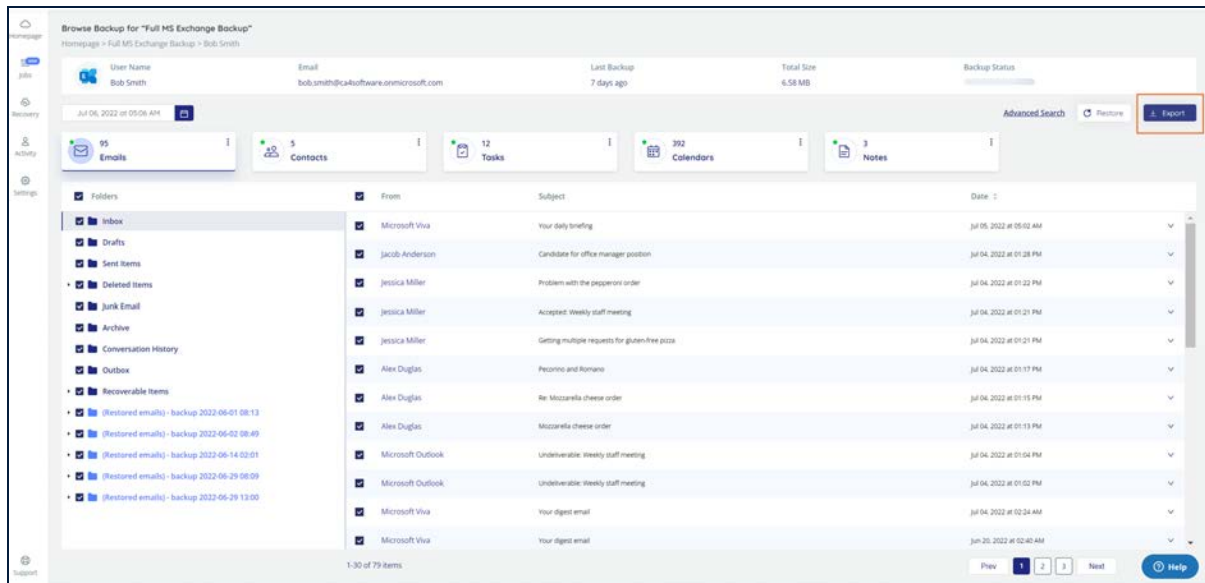 Homepage
Jobs
Recovery
Activity
Settings
Support
Browse Backup for "Full MS Exchange Backup"
Homepage > Full MS Exchange Backup > Bob Smith
User Name Email Last Backup Total Size Backup Status
Bob Smith bob.smith@ca4software.onmicrosoft.com 7 days ago 6.58 MB
Jul 06, 2022 at 05:06 AM Advanced Search Restore Export
95 Emails
5 Contacts
12 Tasks
392 Calendars
3 Notes
Folders
Inbox
Drafts
Sent Items
Deleted Items
Junk Email
Archive
Conversation History
Outbox
Recoverable Items
(Restored emails) - backup 2022-06-01 08:13
(Restored emails) - backup 2022-06-02 08:49
(Restored emails) - backup 2022-06-14 02:01
(Restored emails) - backup 2022-06-29 08:09
(Restored emails) - backup 2022-06-29 13:00
From Subject Date
Microsoft Viva Your daily briefing Jul 05, 2022 at 05:02 AM
Jacob Anderson Candidate for office manager position Jul 04, 2022 at 01:28 PM
Jessica Miller Problem with the pepperoni order Jul 04, 2022 at 01:22 PM
Jessica Miller Accepted: Weekly staff meeting Jul 04, 2022 at 01:21 PM
Jessica Miller Getting multiple requests for gluten-free pizza Jul 04, 2022 at 01:21 PM
Alex Duglas Pecorino and Romano Jul 04, 2022 at 01:17 PM
Alex Duglas Re: Mozzarella cheese order Jul 04, 2022 at 01:15 PM
Alex Duglas Mozzarella cheese order Jul 04, 2022 at 01:13 PM
Microsoft Outlook Undeliverable: Weekly staff meeting Jul 04, 2022 at 01:04 PM
Microsoft Outlook Undeliverable: Weekly staff meeting Jul 04, 2022 at 01:02 PM
Microsoft Viva Your digest email Jul 04, 2022 at 02:24 AM
Microsoft Viva Your digest email Jun 20, 2022 at 02:40 AM
1-30 of 79 items Prev 1 2 3 Next
Help